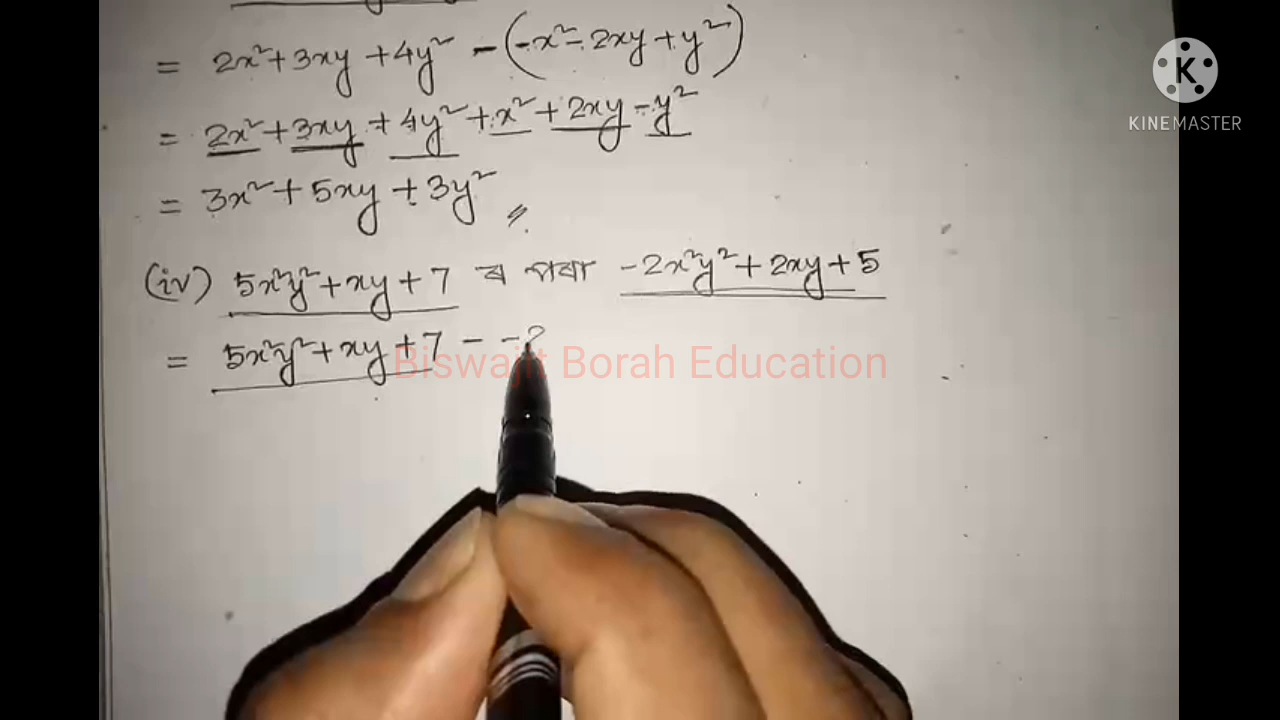 = 2x²+3xy+4y² - (-x²-2xy+y²)
= 2x²+3xy+4y²+x²+2xy-y²
= 3x²+5xy+3y²
(iv) 5x²y²+xy+7 ৰ পৰা -2x²y²+2xy+5
= 5x²y²+xy+7 - -2
Biswajit Borah Education
K
KINEMASTER